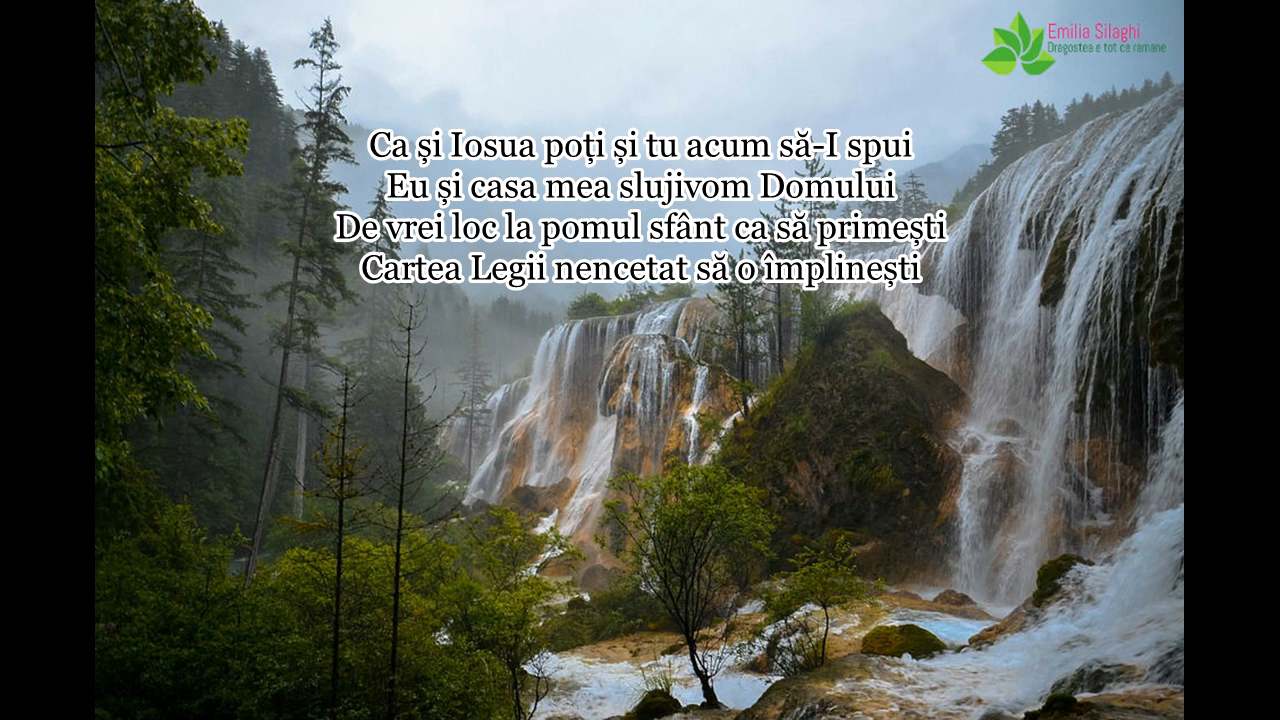 Emilia Silaghi
Dragostea e tot ce ramane
Ca și Iosua poți și tu acum să-I spui
Eu și casa mea slujivom Domului
De vrei loc la pomul sfânt ca să primești
Cartea Legii nencetat să o împlinești